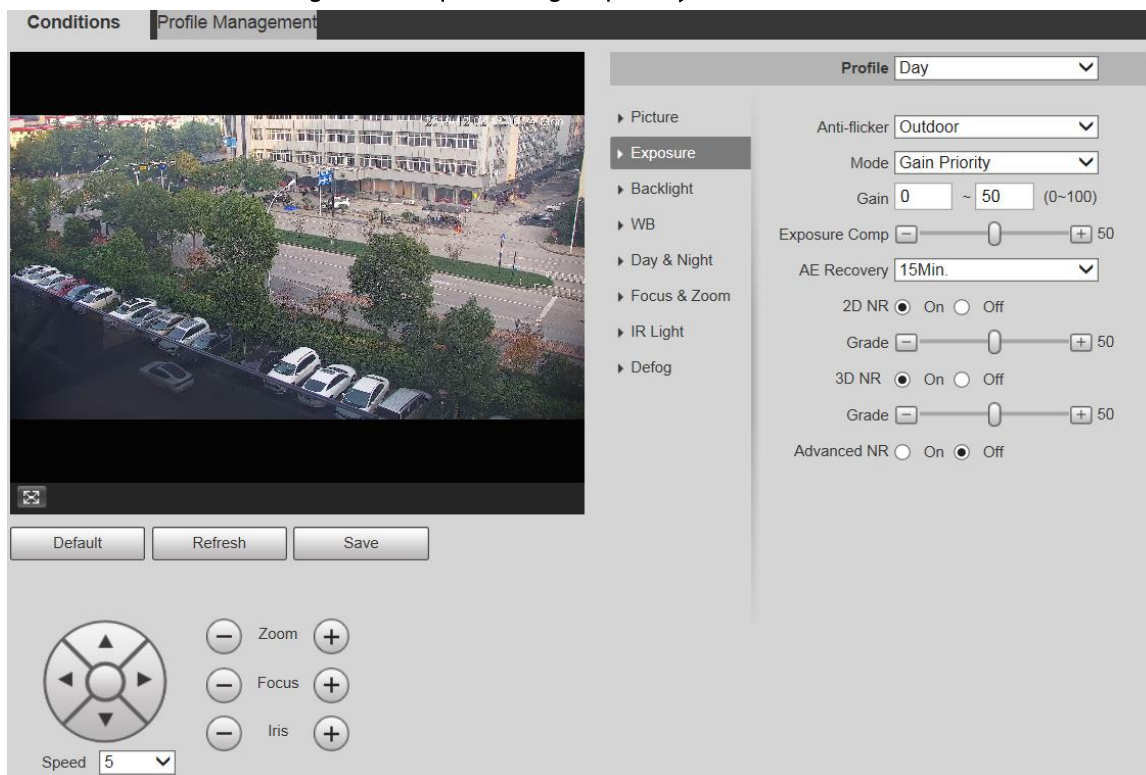 Conditions
Profile Management
Profile Day
Picture
Exposure
Backlight
WB
Day & Night
Focus & Zoom
IR Light
Defog
Anti-flicker Outdoor
Mode Gain Priority
Gain 0 ~ 50 (0~100)
Exposure Comp 50
AE Recovery 15Min.
2D NR On Off
Grade 50
3D NR On Off
Grade 50
Advanced NR On Off
Default Refresh Save
Zoom
Focus
Iris
Speed 5